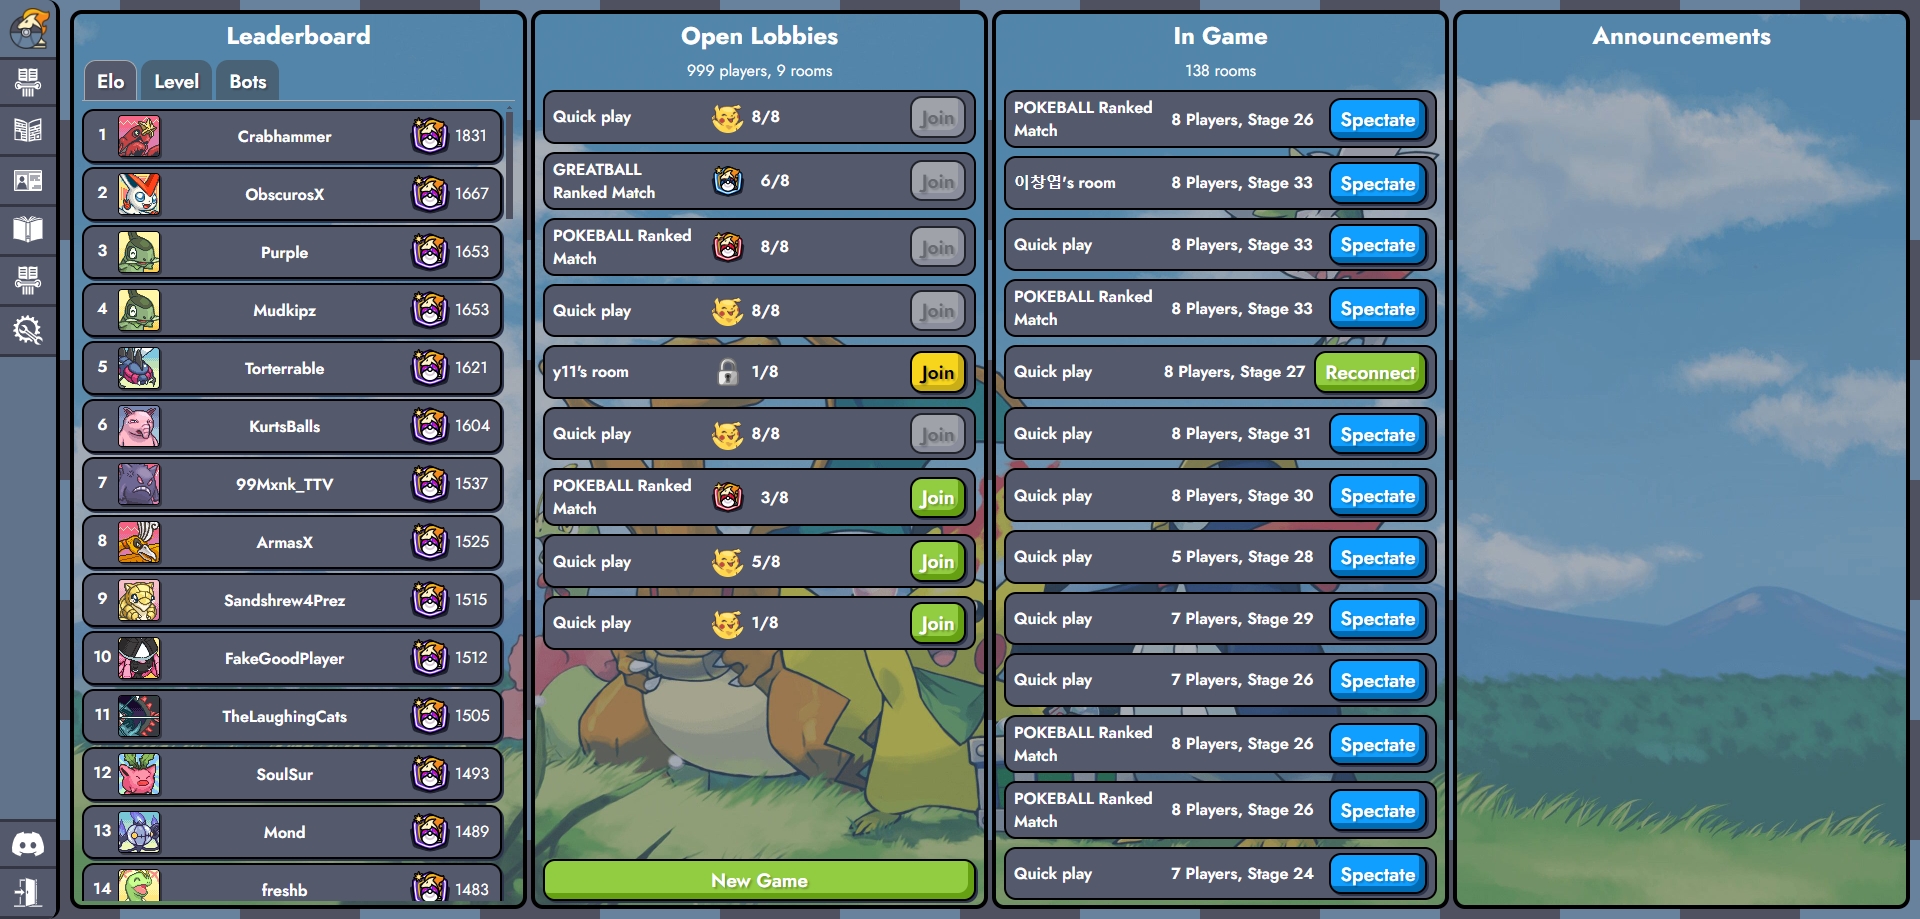 Leaderboard
Elo
Level
Bots
1 Crabhammer 1831
2 ObscurosX 1667
3 Purple 1653
4 Mudkipz 1653
5 Torterrable 1621
6 KurtsBalls 1604
7 99Mxnk_TTV 1537
8 ArmasX 1525
9 Sandshrew4Prez 1515
10 FakeGoodPlayer 1512
11 TheLaughingCats 1505
12 SoulSur 1493
13 Mond 1489
14 freshb 1483
Open Lobbies
999 players, 9 rooms
Quick play 8/8 Join
GREATBALL
Ranked Match 6/8 Join
POKEBALL Ranked
Match 8/8 Join
Quick play 8/8 Join
y11's room 1/8 Join
Quick play 8/8 Join
POKEBALL Ranked
Match 3/8 Join
Quick play 5/8 Join
Quick play 1/8 Join
New Game
In Game
138 rooms
POKEBALL Ranked
Match 8 Players, Stage 26 Spectate
이창엽's room 8 Players, Stage 33 Spectate
Quick play 8 Players, Stage 33 Spectate
POKEBALL Ranked
Match 8 Players, Stage 33 Spectate
Quick play 8 Players, Stage 27 Reconnect
Quick play 8 Players, Stage 31 Spectate
Quick play 8 Players, Stage 30 Spectate
Quick play 5 Players, Stage 28 Spectate
Quick play 7 Players, Stage 29 Spectate
Quick play 7 Players, Stage 26 Spectate
POKEBALL Ranked
Match 8 Players, Stage 26 Spectate
POKEBALL Ranked
Match 8 Players, Stage 26 Spectate
Quick play 7 Players, Stage 24 Spectate
Announcements